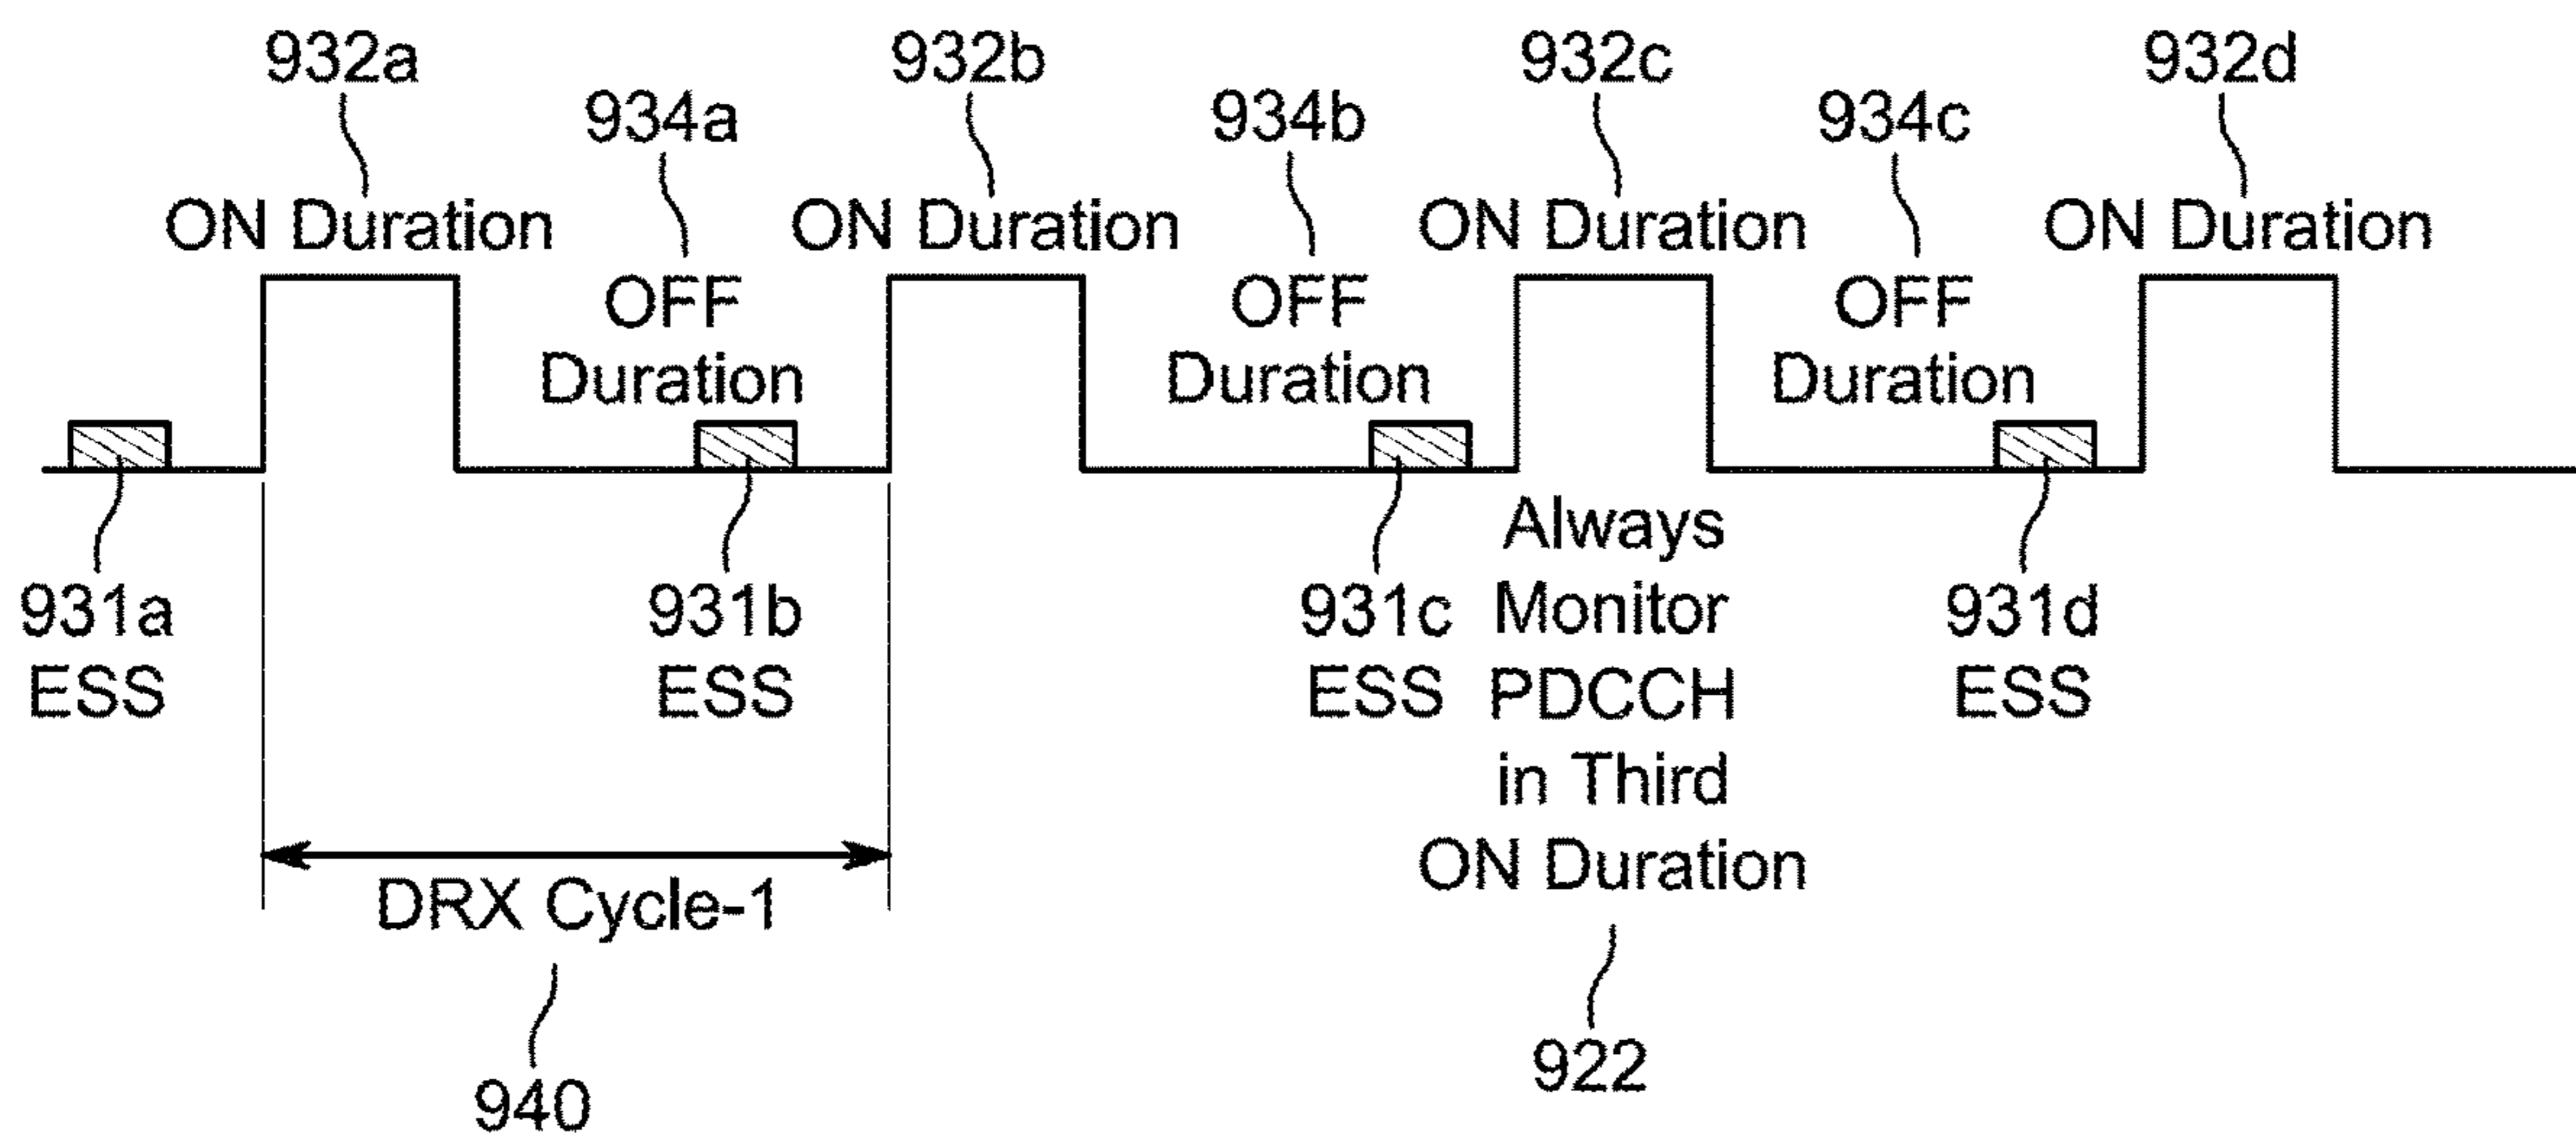 932a
932b
932c
932d
934a
934b
934c
ON Duration
ON Duration
ON Duration
ON Duration
OFF
Duration
OFF
Duration
OFF
Duration
931a
ESS
931b
ESS
931c
ESS
Always
Monitor
PDCCH
in Third
ON Duration
922
931d
ESS
DRX Cycle-1
940